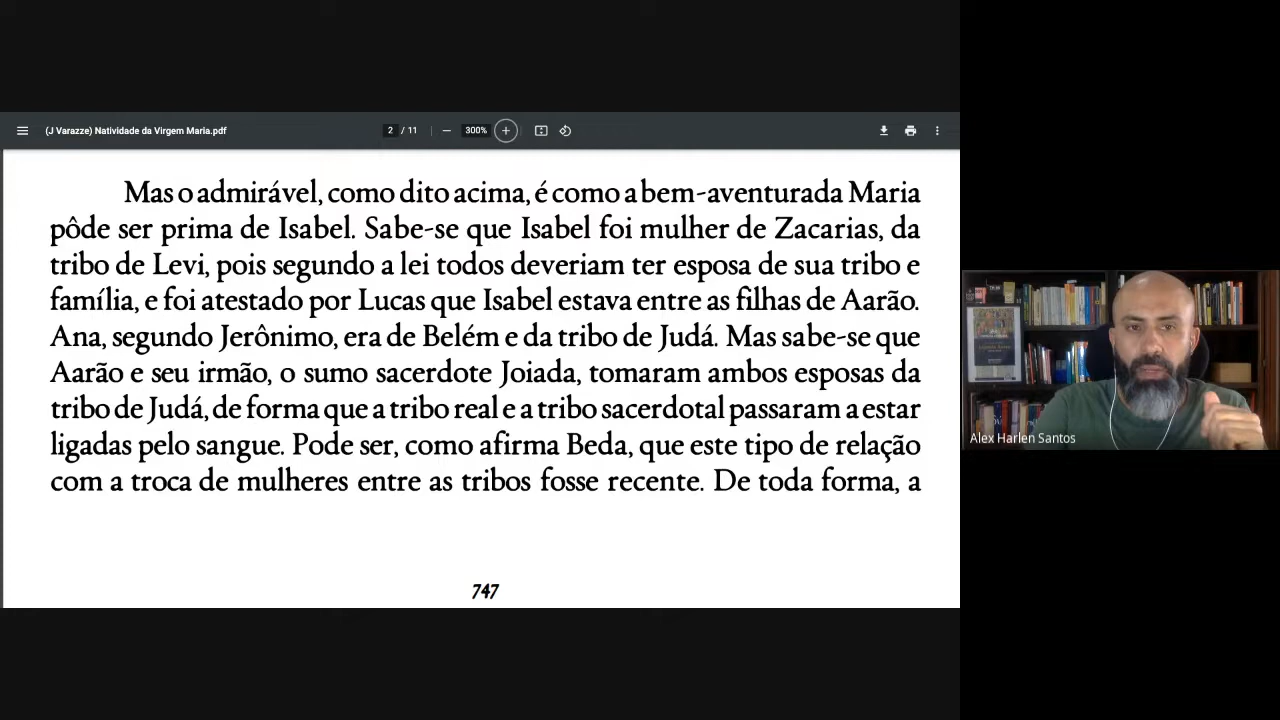 (J Varazze) Natividade da Virgem Maria.pdf
2 / 11
300%
Mas o admirável, como dito acima, é como a bem-aventurada Maria
pôde ser prima de Isabel. Sabe-se que Isabel foi mulher de Zacarias, da
tribo de Levi, pois segundo a lei todos deveriam ter esposa de sua tribo e
família, e foi atestado por Lucas que Isabel estava entre as filhas de Aarão.
Ana, segundo Jerônimo, era de Belém e da tribo de Judá. Mas sabe-se que
Aarão e seu irmão, o sumo sacerdote Joiada, tomaram ambos esposas da
tribo de Judá, de forma que a tribo real e a tribo sacerdotal passaram a estar
ligadas pelo sangue. Pode ser, como afirma Beda, que este tipo de relação
com a troca de mulheres entre as tribos fosse recente. De toda forma, a
747
Alex Harlen Santos